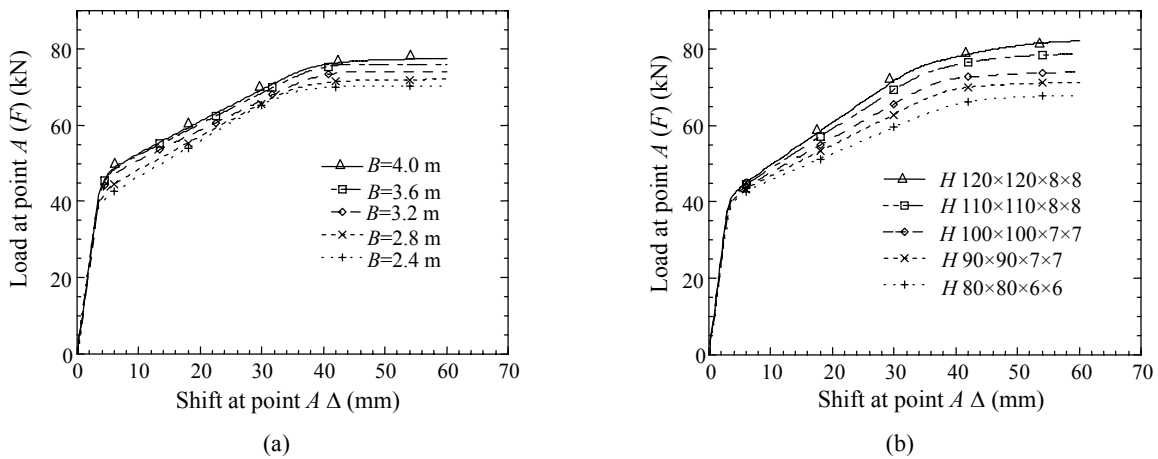 80
60
40
20
0
Load at point A (F) (kN)
B=4.0 m
B=3.6 m
B=3.2 m
B=2.8 m
B=2.4 m
0 10 20 30 40 50 60 70
Shift at point A Δ (mm)
(a)
80
60
40
20
0
Load at point A (F) (kN)
H 120×120×8×8
H 110×110×8×8
H 100×100×7×7
H 90×90×7×7
H 80×80×6×6
0 10 20 30 40 50 60 70
Shift at point A Δ (mm)
(b)